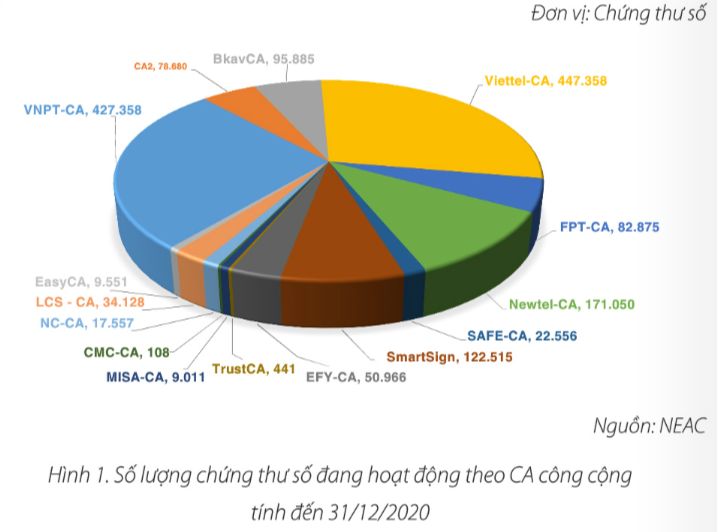 Đơn vị: Chứng thư số
BkavCA, 95.885
CA2, 78.680
Viettel-CA, 447.358
VNPT-CA, 427.358
FPT-CA, 82.875
EasyCA, 9.551
LCS - CA, 34.128
Newtel-CA, 171.050
NC-CA, 17.557
SAFE-CA, 22.556
CMC-CA, 108
SmartSign, 122.515
TrustCA, 441
MISA-CA, 9.011
EFY-CA, 50.966
Nguồn: NEAC
Hình 1. Số lượng chứng thư số đang hoạt động theo CA công cộng
tính đến 31/12/2020